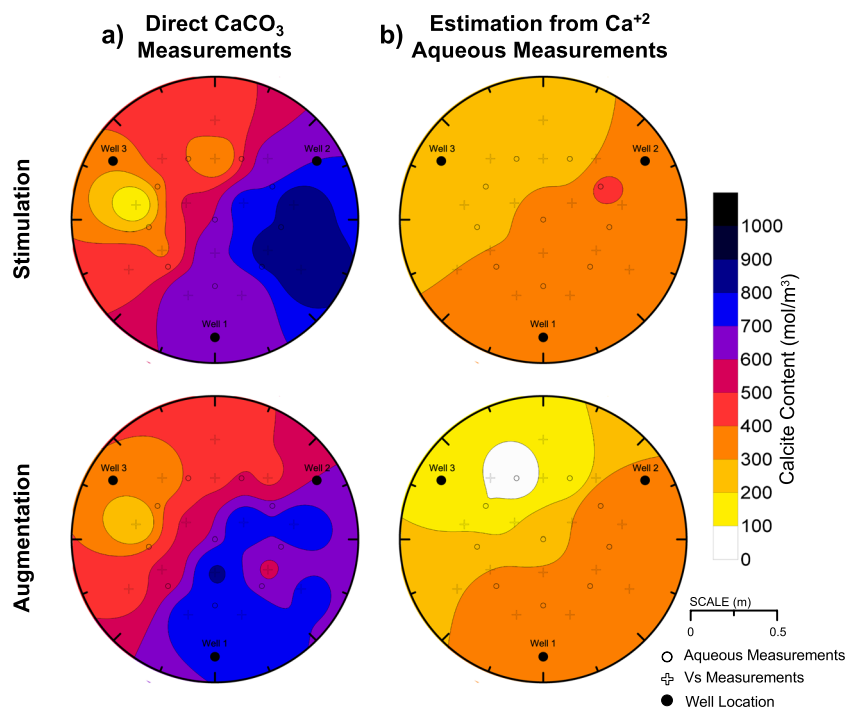 a) Direct CaCO3
Measurements
b) Estimation from Ca+2
Aqueous Measurements
Stimulation
Well 3
Well 2
Well 1
Well 3
Well 2
Well 1
Augmentation
Well 3
Well 2
Well 1
Well 3
Well 2
Well 1
1000
900
800
700
600
500
400
300
200
100
0
Calcite Content (mol/m3)
SCALE (m)
0 0.5
Aqueous Measurements
Vs Measurements
Well Location